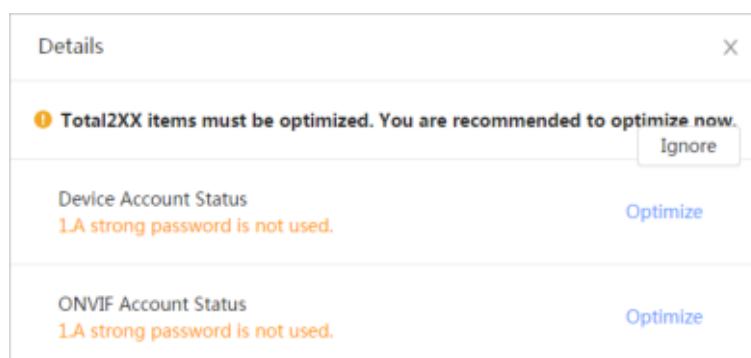 Details
Total2XX items must be optimized. You are recommended to optimize now.
Ignore
Device Account Status
1.A strong password is not used.
Optimize
ONVIF Account Status
1.A strong password is not used.
Optimize